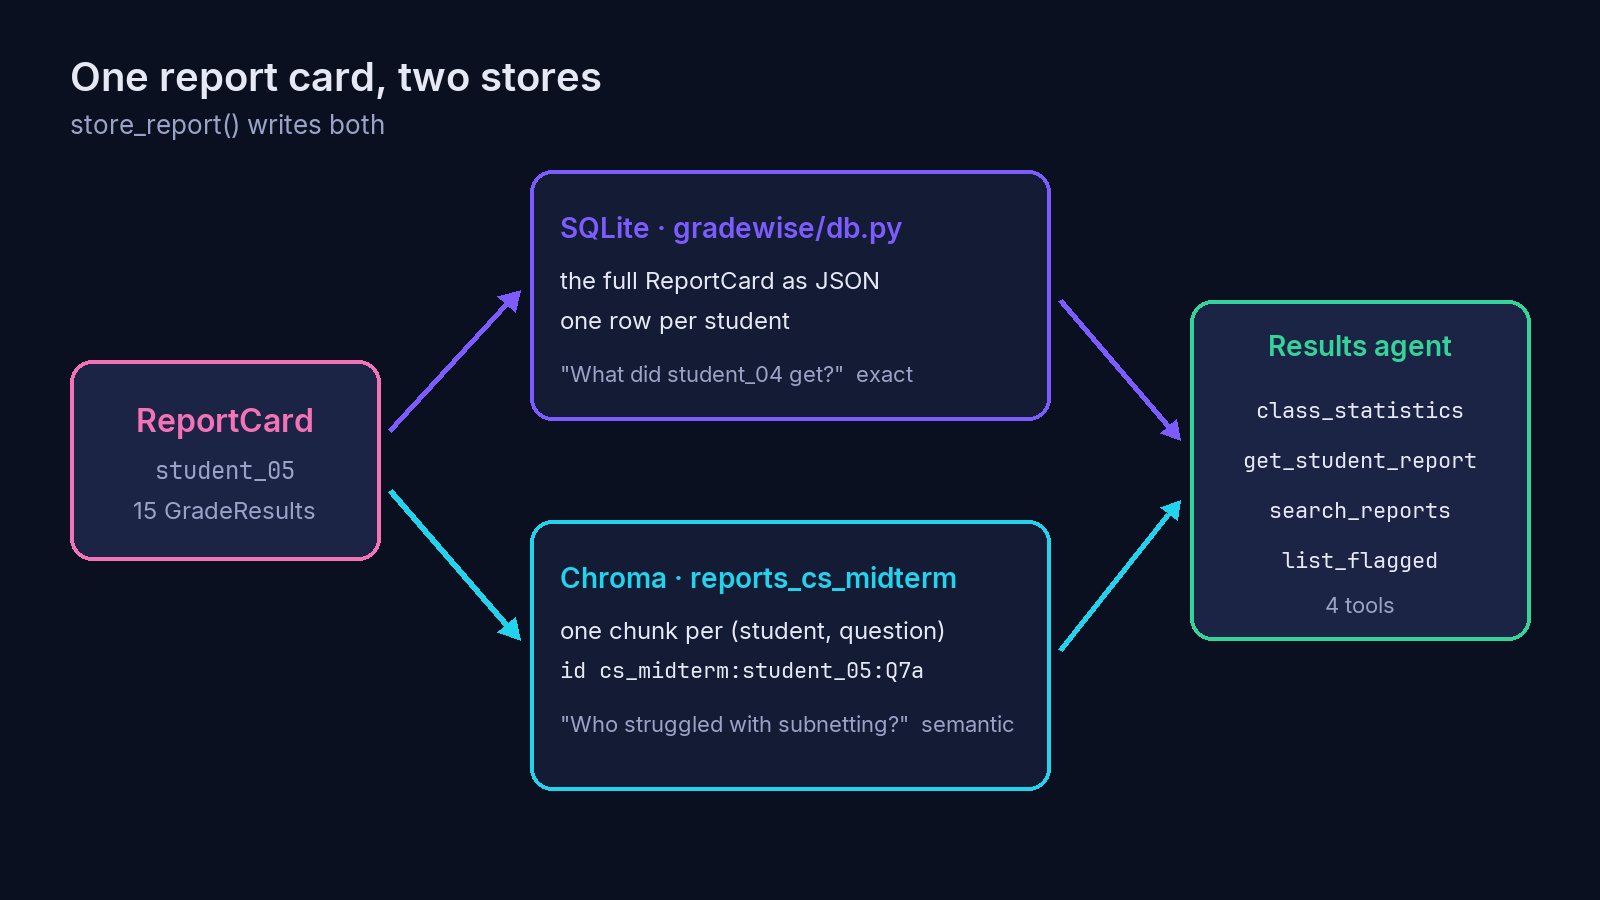 One report card, two stores
store_report() writes both
ReportCard
student_05
15 GradeResults
SQLite · gradewise/db.py
the full ReportCard as JSON
one row per student
"What did student_04 get?" exact
Chroma · reports_cs_midterm
one chunk per (student, question)
id cs_midterm:student_05:Q7a
"Who struggled with subnetting?" semantic
Results agent
class_statistics
get_student_report
search_reports
list_flagged
4 tools